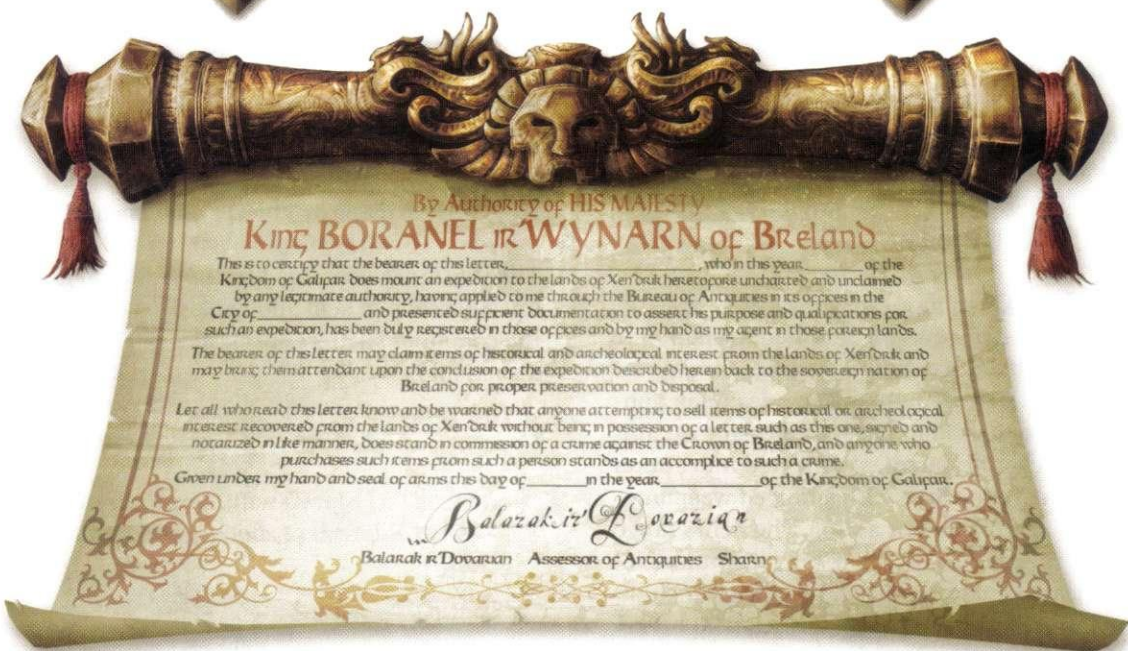 By Authority of HIS MAJESTY
King BORANEL ir'WYNARN of Breland
This is to certify that the bearer of this letter,____________________, who in this year________of the
Kingdom of Galifar does mount an expedition to the lands of Xen'drik heretofore uncharted and unclaimed
by any legitimate authority, having applied to me through the Bureau of Antiquities in its offices in the
City of____________ and presented sufficient documentation to assert his purpose and qualifications for
such an expedition, has been duly registered in those offices and by my hand as my agent in those foreign lands.
The bearer of this letter may claim items of historical and archeological interest from the lands of Xen'drik and
may bring them attendant upon the conclusion of the expedition described herein back to the sovereign nation of
Breland for proper preservation and disposal.
Let all who read this letter know and be warned that anyone attempting to sell items of historical or archeological
interest recovered from the lands of Xen'drik without being in possession of a letter such as this one, signed and
notarized in like manner, does stand in commission of a crime against the Crown of Breland, and anyone who
purchases such items from such a person stands as an accomplice to such a crime.
Given under my hand and seal of arms this day of________in the year____________of the Kingdom of Galifar.
Balarak ir'Dovarian
Balarak ir'Dovarian Assessor of Antiquities Sharn